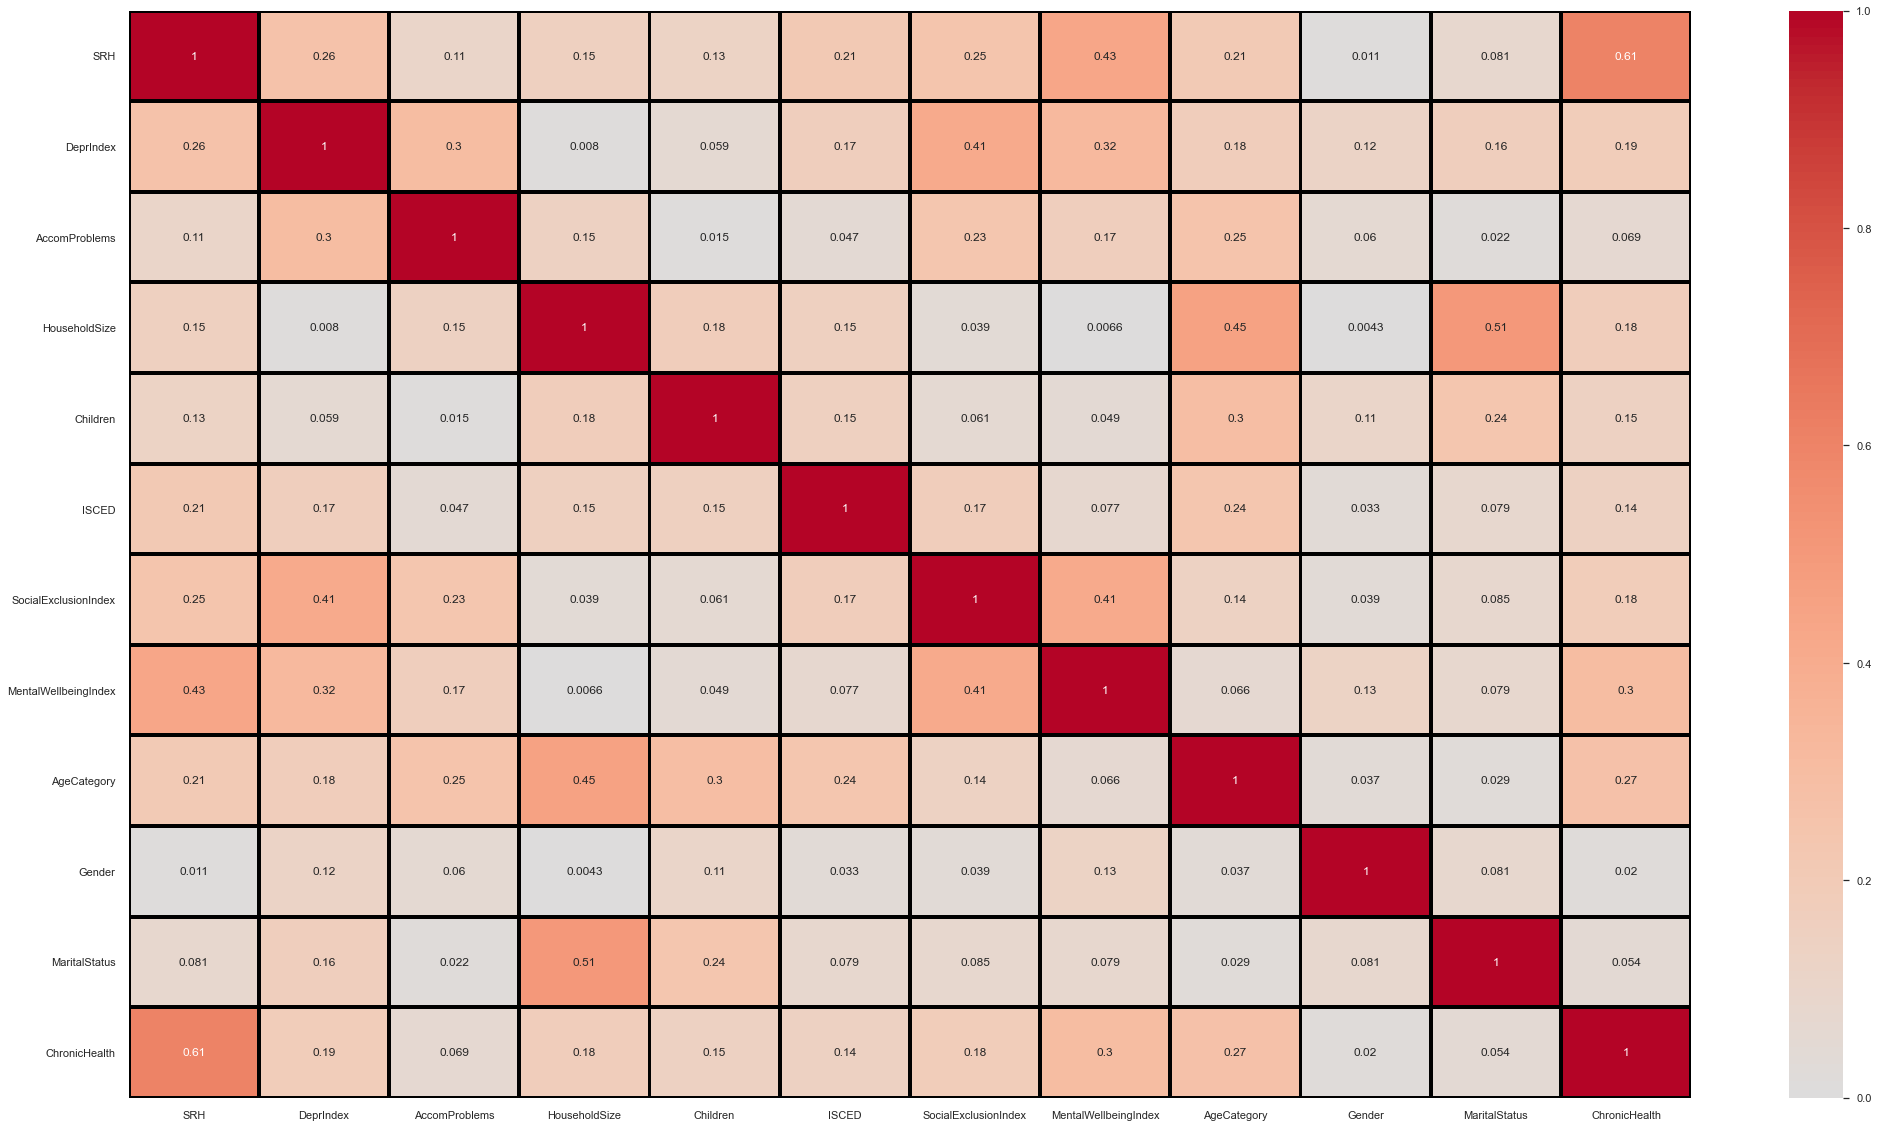 SRH 1 0.26 0.11 0.15 0.13 0.21 0.25 0.43 0.21 0.011 0.081 0.61
DeprIndex 0.26 1 0.3 0.008 0.059 0.17 0.41 0.32 0.18 0.12 0.16 0.19
AccomProblems 0.11 0.3 1 0.15 0.015 0.047 0.23 0.17 0.25 0.06 0.022 0.069
HouseholdSize 0.15 0.008 0.15 1 0.18 0.15 0.039 0.0066 0.45 0.0043 0.51 0.18
Children 0.13 0.059 0.015 0.18 1 0.15 0.061 0.049 0.3 0.11 0.24 0.15
ISCED 0.21 0.17 0.047 0.15 0.15 1 0.17 0.077 0.24 0.033 0.079 0.14
SocialExclusionIndex 0.25 0.41 0.23 0.039 0.061 0.17 1 0.41 0.14 0.039 0.085 0.18
MentalWellbeingIndex 0.43 0.32 0.17 0.0066 0.049 0.077 0.41 1 0.066 0.13 0.079 0.3
AgeCategory 0.21 0.18 0.25 0.45 0.3 0.24 0.14 0.066 1 0.037 0.029 0.27
Gender 0.011 0.12 0.06 0.0043 0.11 0.033 0.039 0.13 0.037 1 0.081 0.02
MaritalStatus 0.081 0.16 0.022 0.51 0.24 0.079 0.085 0.079 0.029 0.081 1 0.054
ChronicHealth 0.61 0.19 0.069 0.18 0.15 0.14 0.18 0.3 0.27 0.02 0.054 1
SRH DeprIndex AccomProblems HouseholdSize Children ISCED SocialExclusionIndex MentalWellbeingIndex AgeCategory Gender MaritalStatus ChronicHealth
1.0
0.8
0.6
0.4
0.2
0.0